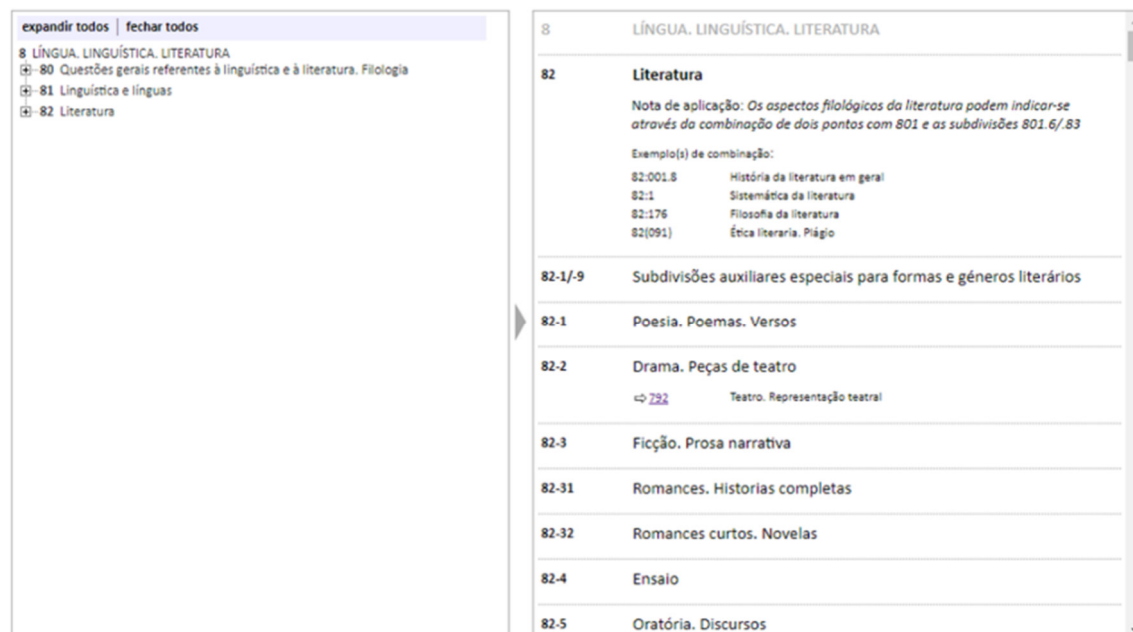 expandir todos | fechar todos
8 LÍNGUA. LINGUÍSTICA. LITERATURA
80 Questões gerais referentes à linguística e à literatura. Filologia
81 Linguística e línguas
82 Literatura
8 LÍNGUA. LINGUÍSTICA. LITERATURA
82 Literatura
Nota de aplicação: Os aspectos filológicos da literatura podem indicar-se
através da combinação de dois pontos com 801 e as subdivisões 801.6/.83
Exemplo(s) de combinação:
82:001.8 História da literatura em geral
82:1 Sistemática da literatura
82:176 Filosofia da literatura
82(091) Ética literaria. Plágio
82-1/-9 Subdivisões auxiliares especiais para formas e géneros literários
82-1 Poesia. Poemas. Versos
82-2 Drama. Peças de teatro
⇨ 792 Teatro. Representação teatral
82-3 Ficção. Prosa narrativa
82-31 Romances. Historias completas
82-32 Romances curtos. Novelas
82-4 Ensaio
82-5 Oratória. Discursos